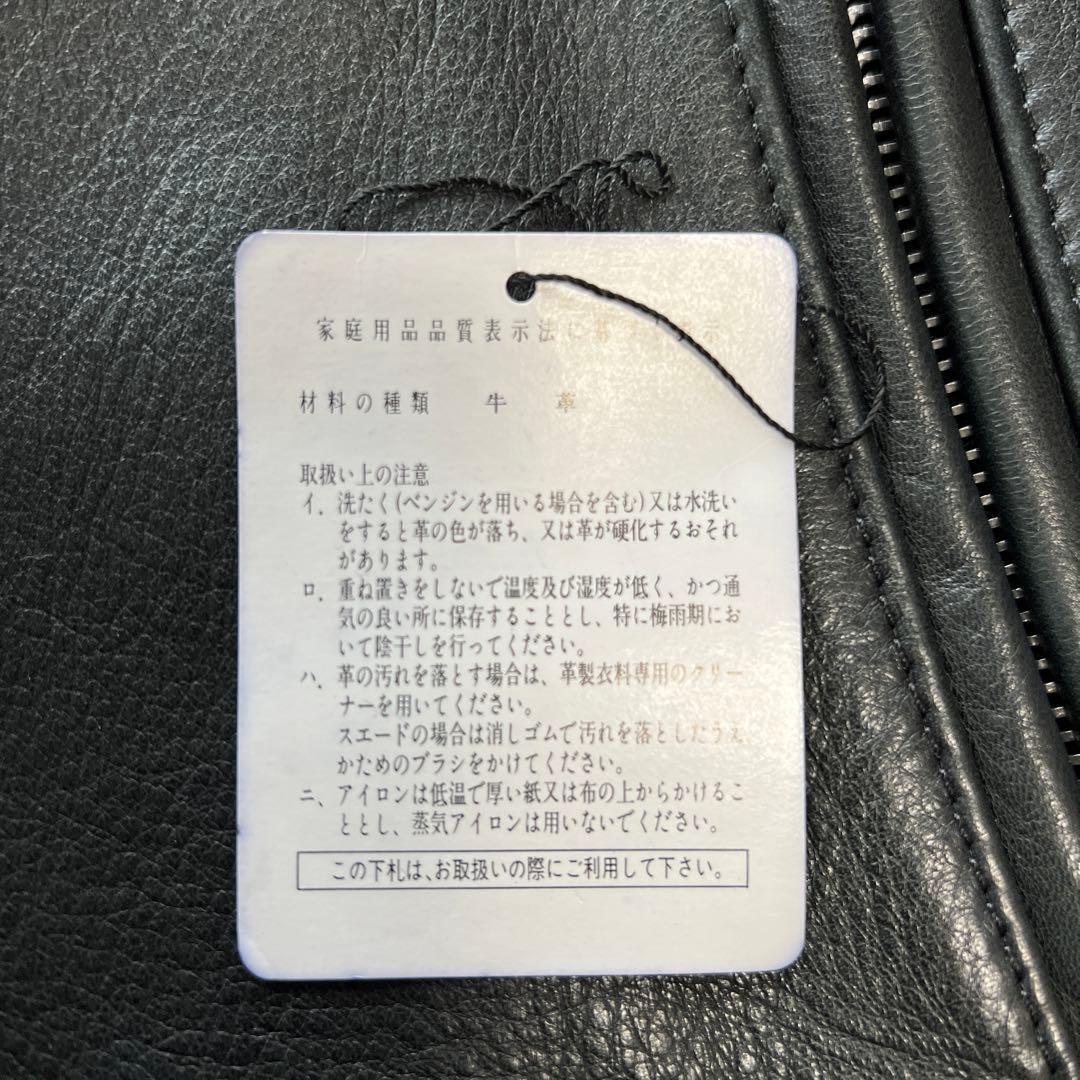 家庭用品品質表示法に基づく表示
材料の種類 牛 革
取扱い上の注意
イ．洗たく(ベンジンを用いる場合を含む)又は水洗い
をすると革の色が落ち、又は革が硬化するおそれ
があります。
ロ．重ね置きをしないで温度及び湿度が低く、かつ通
気の良い所に保存することとし、特に梅雨期にお
いて陰干しを行ってください。
ハ．革の汚れを落とす場合は、革製衣料専用のクリー
ナーを用いてください。
スエードの場合は消しゴムで汚れを落としたうえ
かためのブラシをかけてください。
ニ、アイロンは低温で厚い紙又は布の上からかけるこ
ととし、蒸気アイロンは用いないでください。
この下札は、お取扱いの際にご利用して下さい。